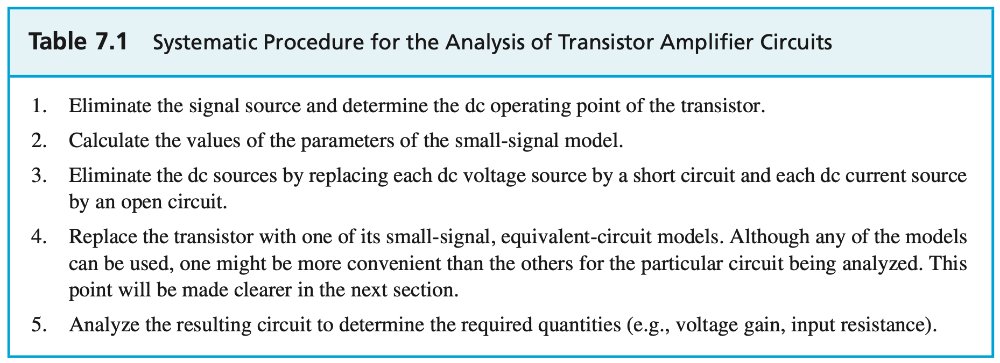 Table 7.1 Systematic Procedure for the Analysis of Transistor Amplifier Circuits
1. Eliminate the signal source and determine the dc operating point of the transistor.
2. Calculate the values of the parameters of the small-signal model.
3. Eliminate the dc sources by replacing each dc voltage source by a short circuit and each dc current source
by an open circuit.
4. Replace the transistor with one of its small-signal, equivalent-circuit models. Although any of the models
can be used, one might be more convenient than the others for the particular circuit being analyzed. This
point will be made clearer in the next section.
5. Analyze the resulting circuit to determine the required quantities (e.g., voltage gain, input resistance).